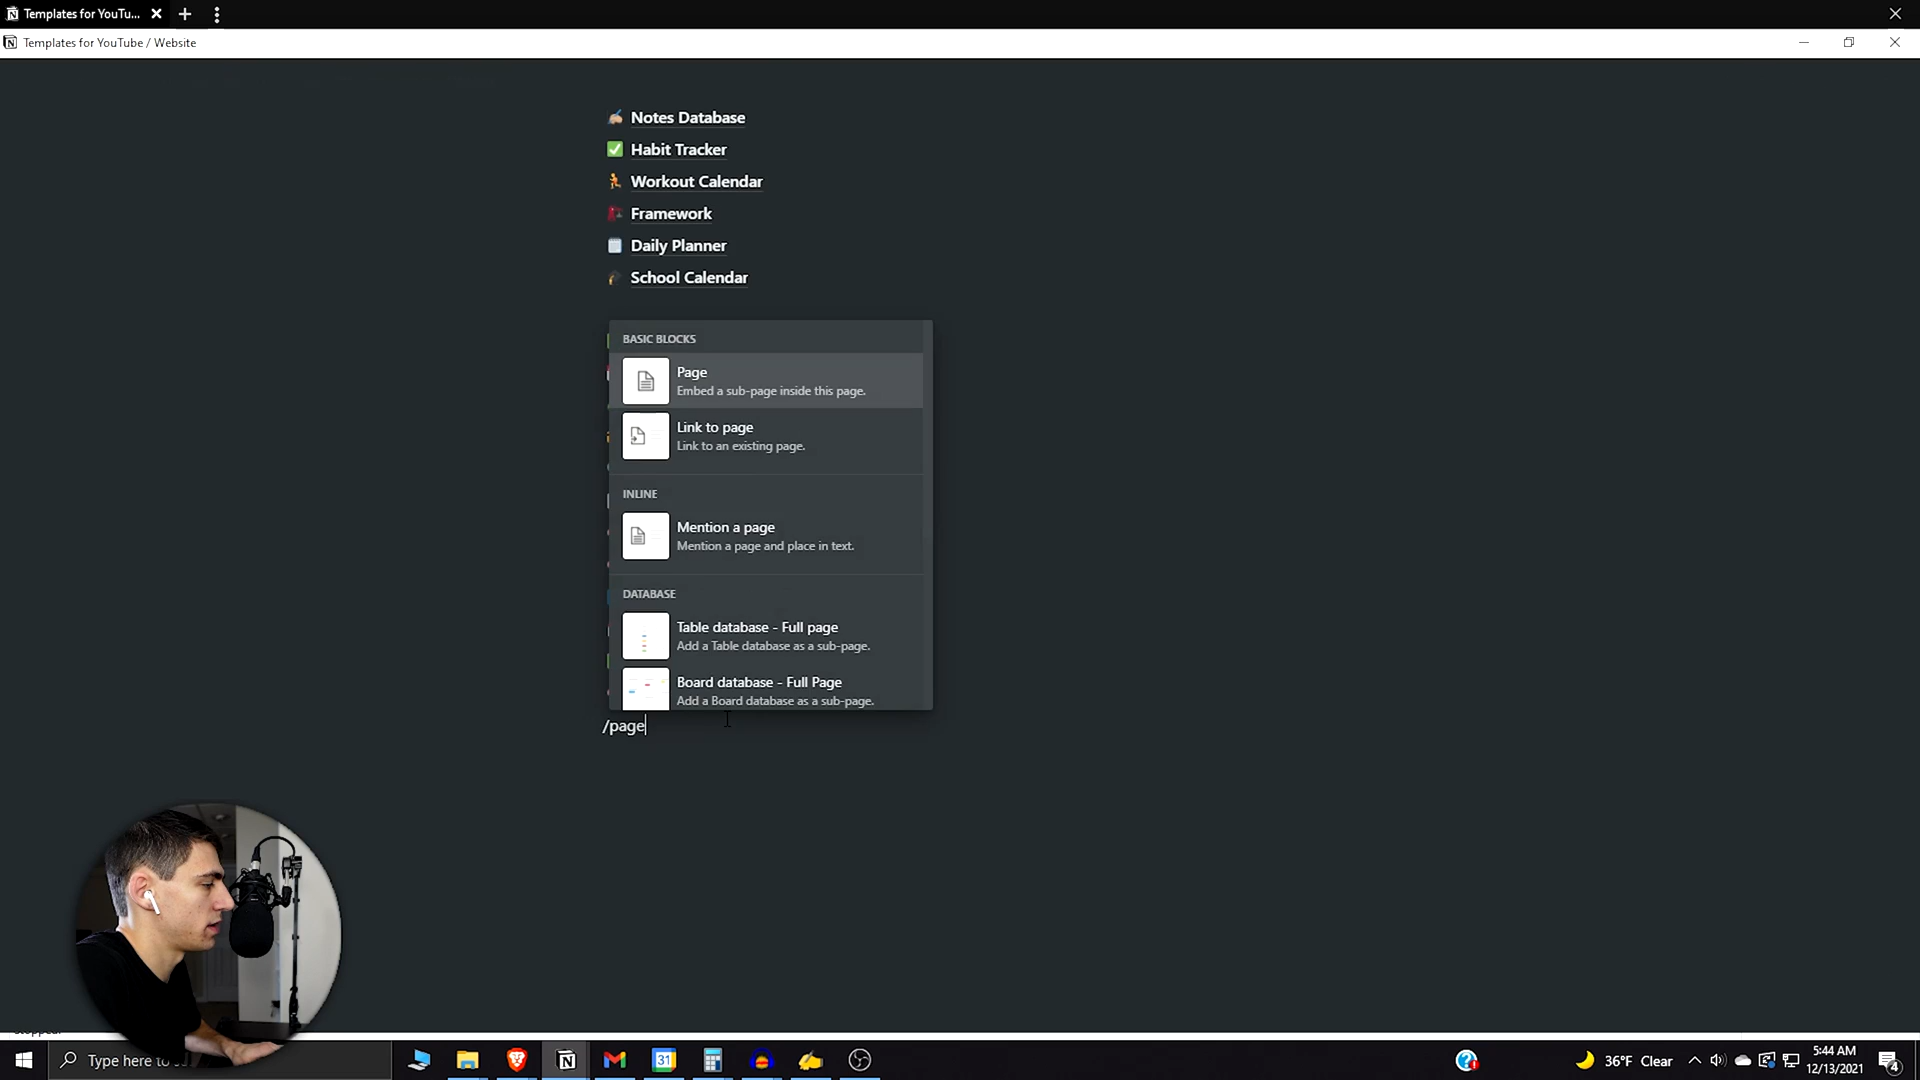 Templates for YouTu...
Templates for YouTube / Website
Notes Database
Habit Tracker
Workout Calendar
Framework
Daily Planner
School Calendar
BASIC BLOCKS
Page
Embed a sub-page inside this page.
Link to page
Link to an existing page.
INLINE
Mention a page
Mention a page and place in text.
DATABASE
Table database - Full page
Add a Table database as a sub-page.
Board database - Full Page
Add a Board database as a sub-page.
/page
Type here to
31
36°F Clear
5:44 AM
12/13/2021
4